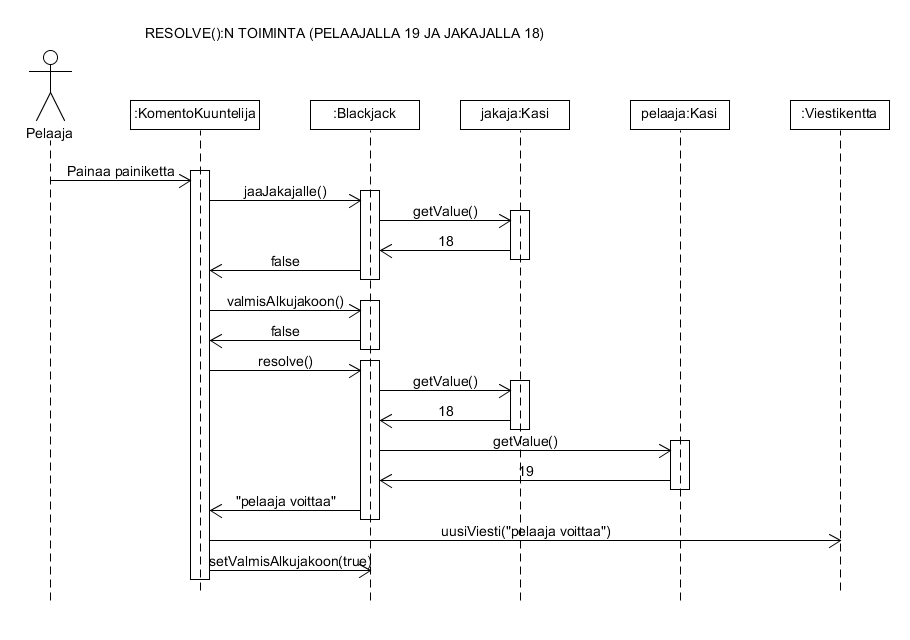 RESOLVE():N TOIMINTA (PELAAJALLA 19 JA JAKAJALLA 18)
:KomentoKuuntelija
:Blackjack
jakaja:Kasi
pelaaja:Kasi
:Viestikentta
Pelaaja
Painaa painiketta
jaaJakajalle()
getValue()
18
false
valmisAlkujakoon()
false
resolve()
getValue()
18
getValue()
19
"pelaaja voittaa"
uusiViesti("pelaaja voittaa")
setValmisAlkujakoon(true)